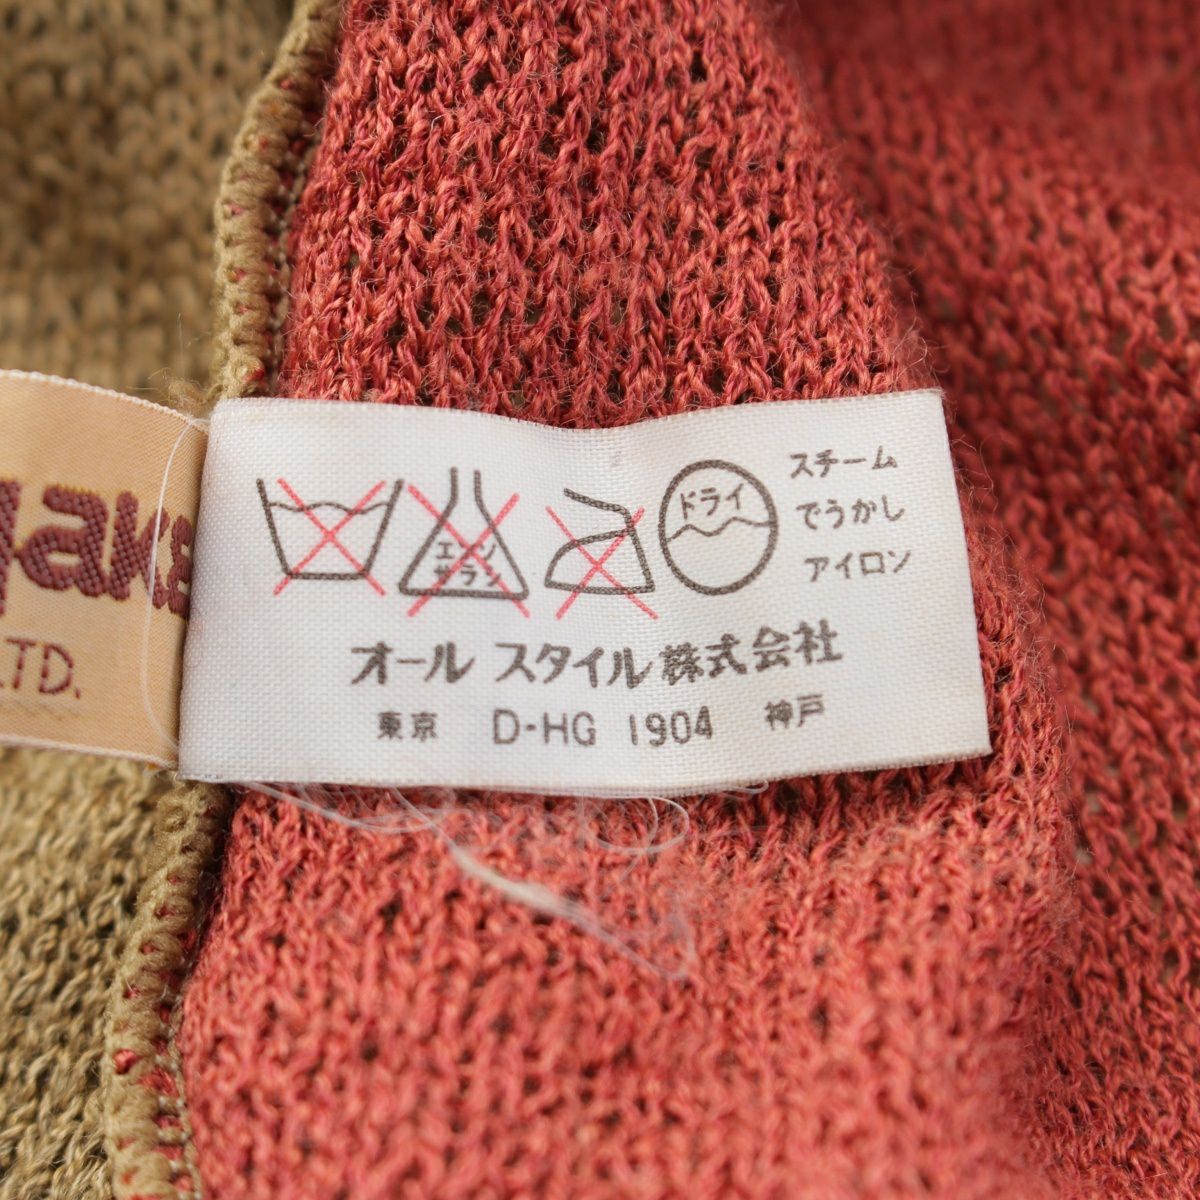 ake
LTD.
エンソ
サラシ
ドライ
スチーム
でうかし
アイロン
オール スタイル株式会社
東京 D-HG 1904 神戸